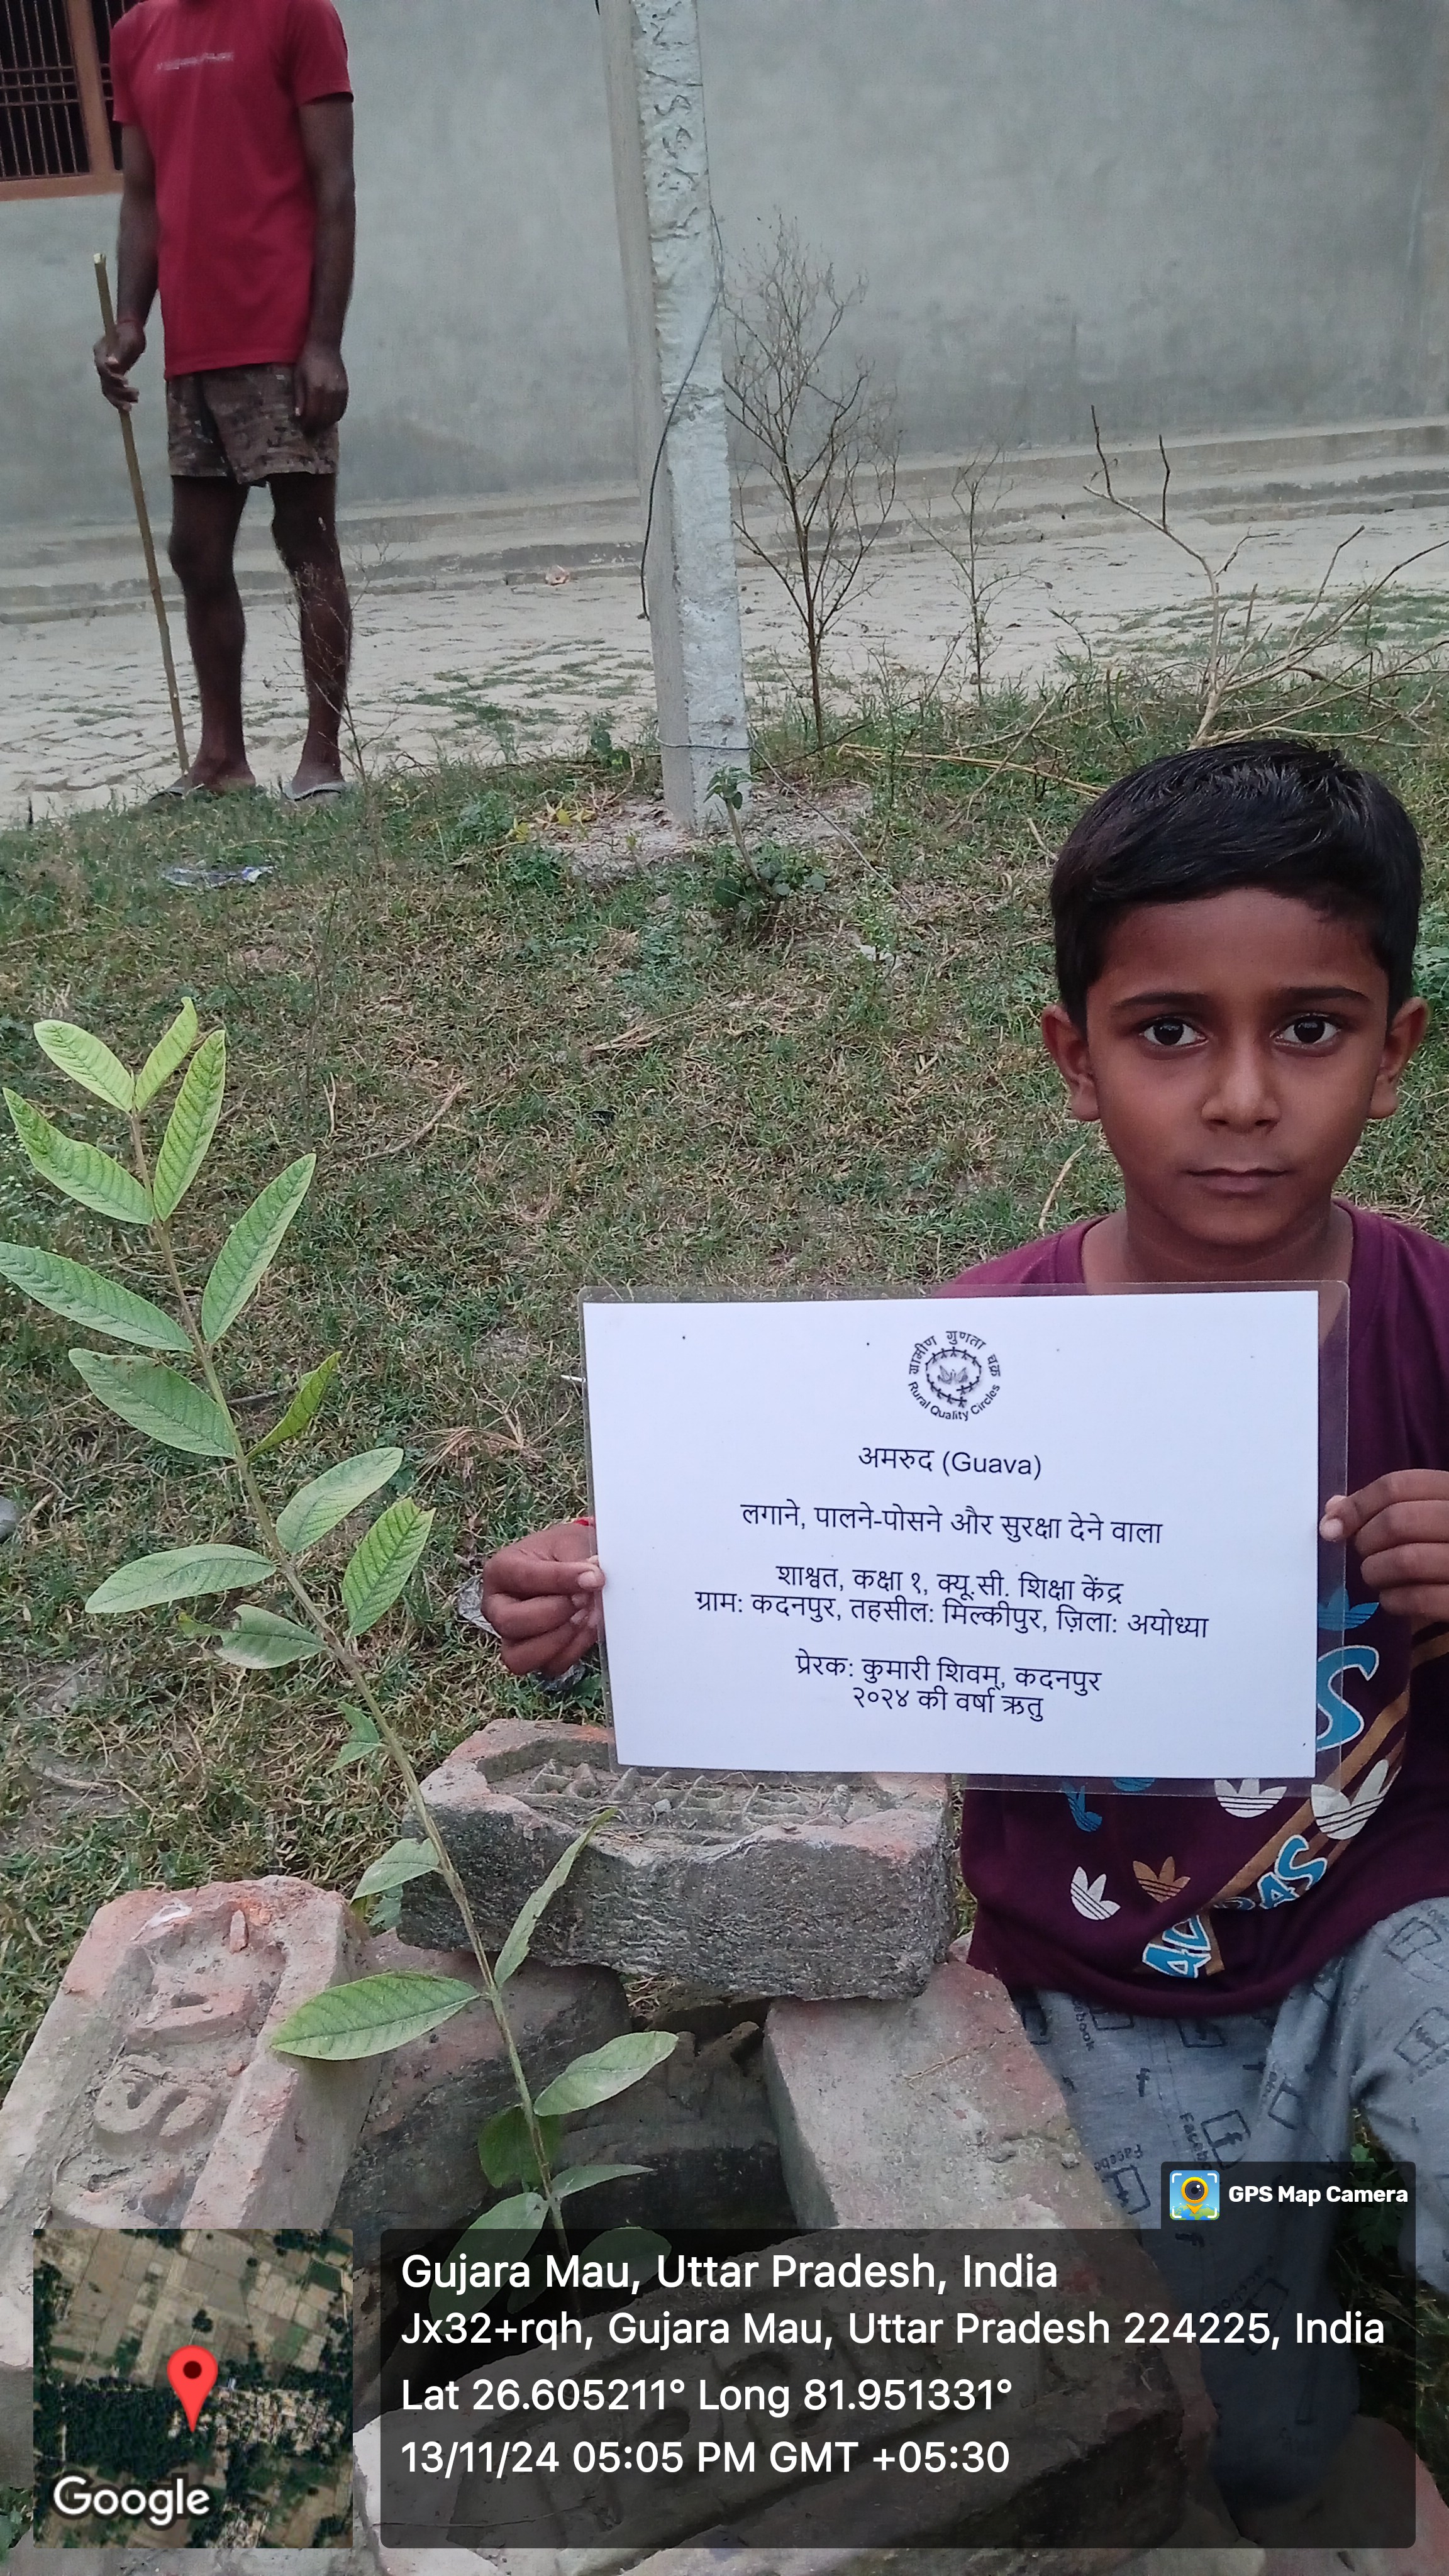 ग्रामीण गुणता चक्र
Rural Quality Circles
अमरुद (Guava)
लगाने, पालने-पोसने और सुरक्षा देने वाला
शाश्वत, कक्षा १, क्यू.सी. शिक्षा केंद्र
ग्राम: कदनपुर, तहसील: मिल्कीपुर, ज़िला: अयोध्या
प्रेरक: कुमारी शिवम्, कदनपुर
२०२४ की वर्षा ऋतु
facebook
f
Facebook
GPS Map Camera
Gujara Mau, Uttar Pradesh, India
Jx32+rqh, Gujara Mau, Uttar Pradesh 224225, India
Lat 26.605211° Long 81.951331°
13/11/24 05:05 PM GMT +05:30
Google